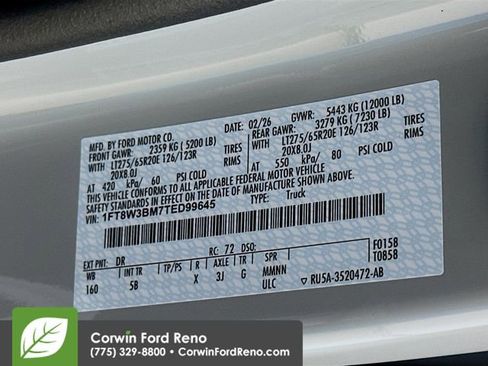 MFD. BY FORD MOTOR CO. 02/26 GVWR: 5443 KG (12000 LB)
FRONT GAWR: 2359 KG ( 5200 LB) REAR GAWR: 3279 KG ( 7230 LB)
WITH LT275/65R20E 126/123R TIRES WITH LT275/65R20E 126/123R TIRES
20X8.0J RIMS 20X8.0J RIMS
AT 420 kPa/ 60 PSI COLD AT 550 kPa/ 80 PSI COLD
THIS VEHICLE CONFORMS TO ALL APPLICABLE FEDERAL MOTOR VEHICLE
SAFETY STANDARDS IN EFFECT ON THE DATE OF MANUFACTURE SHOWN ABOVE.
VIN: 1FT8W3BM7TED99645 TYPE: Truck
EXT PNT: DR RC: 72 DSO: F0158
WB INT TR TP/PS R AXLE TR SPR T0858
160 5B X 3J G MMNN
ULC RU5A-3520472-AB
Corwin Ford Reno
(775) 329-8800 • CorwinFordReno.com